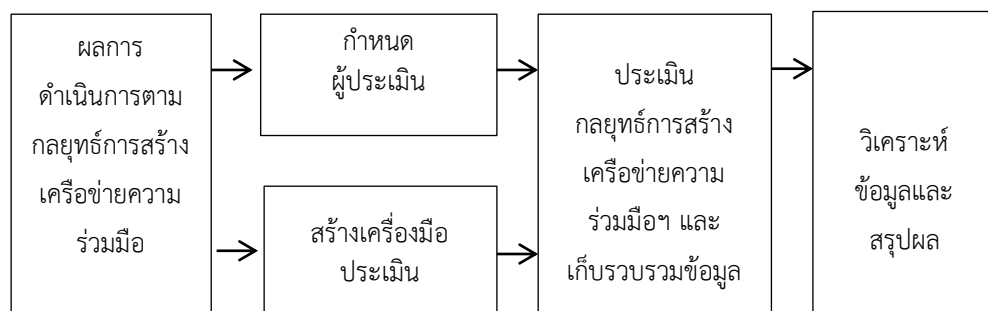 ผลการ
ดำเนินการตาม
กลยุทธ์การสร้าง
เครือข่ายความ
ร่วมมือ
กำหนด
ผู้ประเมิน
สร้างเครื่องมือ
ประเมิน
ประเมิน
กลยุทธ์การสร้าง
เครือข่ายความ
ร่วมมือฯ และ
เก็บรวบรวมข้อมูล
วิเคราะห์
ข้อมูลและ
สรุปผล